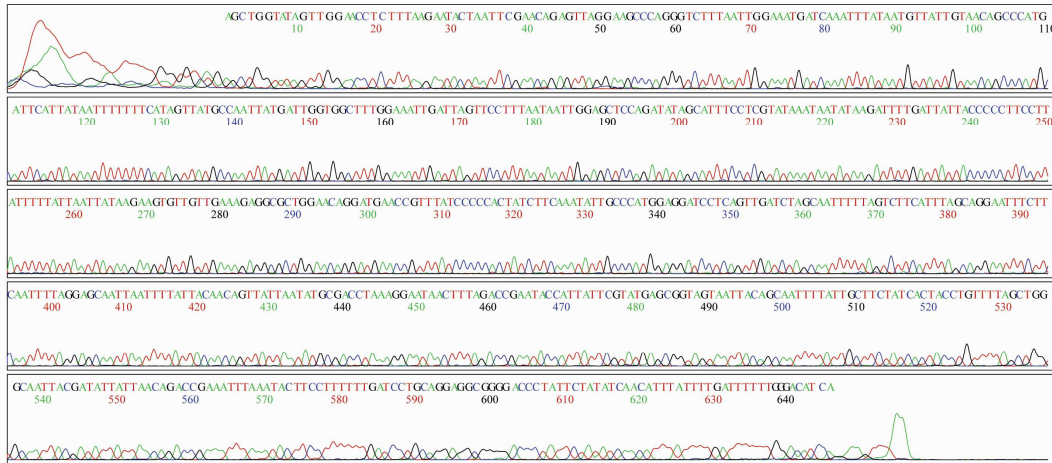 AGCTGGTATAGTTGGAACCTCTTTAAGAATACTAATTCGAACAGAGTTAGGAAGCCCAGGGTCTTTAATTGGAAATGATCAAATTTATAATGTTATTGTAACAGCCCATG
10 20 30 40 50 60 70 80 90 100 110
ATTCATTATAATTTTTTTCATAGTTATGCCAATTATGATTGGTGGCTTTGGAAATTGATTAGTTCCTTTAATAATTGGAGCTCCAGATATAGCATTTCCTCGTATAAATAATATAAGATTTTGATTATTACCCCCTTCCTT
120 130 140 150 160 170 180 190 200 210 220 230 240 250
ATTTTTATTAATTATAAGAAGTGTTGTTGAAAGAGGCGCTGGAACAGGATGAACCGTTTATCCCCCACTATCTTCAAATATTGCCCATGGAGGATCCTCAGTTGATCTAGCAATTTTTAGTCTTCATTTAGCAGGAATTTCTT
260 270 280 290 300 310 320 330 340 350 360 370 380 390
CAATTTTAGGAGCAATTAATTTTATTACAACAGTTATTAATATGCGACCTAAAGGAATAACTTTAGACCGAATACCATTATTCGTATGAGCGGTAGTAATTACAGCAATTTTATTGCTTCTATCACTACCTGTTTTAGCTGG
400 410 420 430 440 450 460 470 480 490 500 510 520 530
GCAATTACGATATTATTAACAGACCGAAATTTAAATACTTCCTTTTTTGATCCTGCAGGAGGCGGGGACCCTATTCTATATCAACATTTATTTTGATTTTTTGGGACATCA
540 550 560 570 580 590 600 610 620 630 640